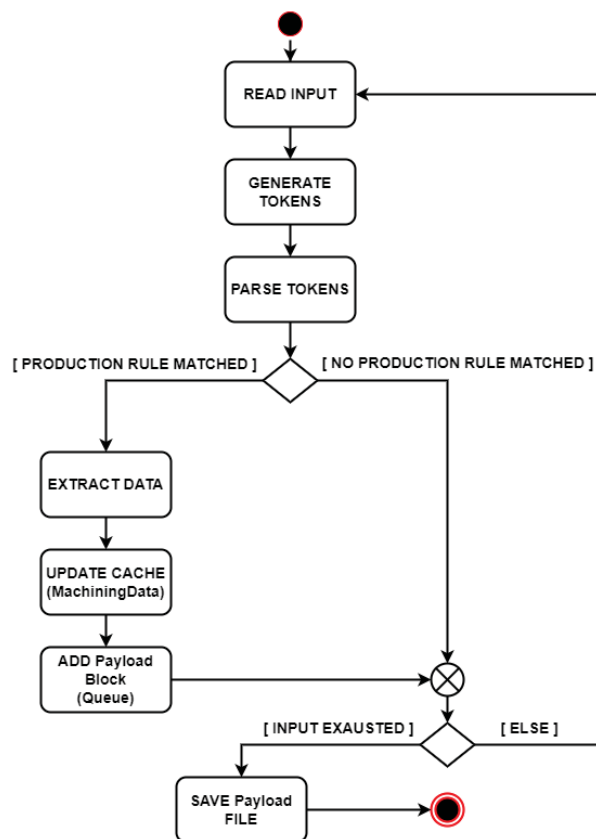 READ INPUT
GENERATE
TOKENS
PARSE TOKENS
[ PRODUCTION RULE MATCHED ]
[ NO PRODUCTION RULE MATCHED ]
EXTRACT DATA
UPDATE CACHE
(MachiningData)
ADD Payload
Block
(Queue)
[ INPUT EXAUSTED ]
[ ELSE ]
SAVE Payload
FILE